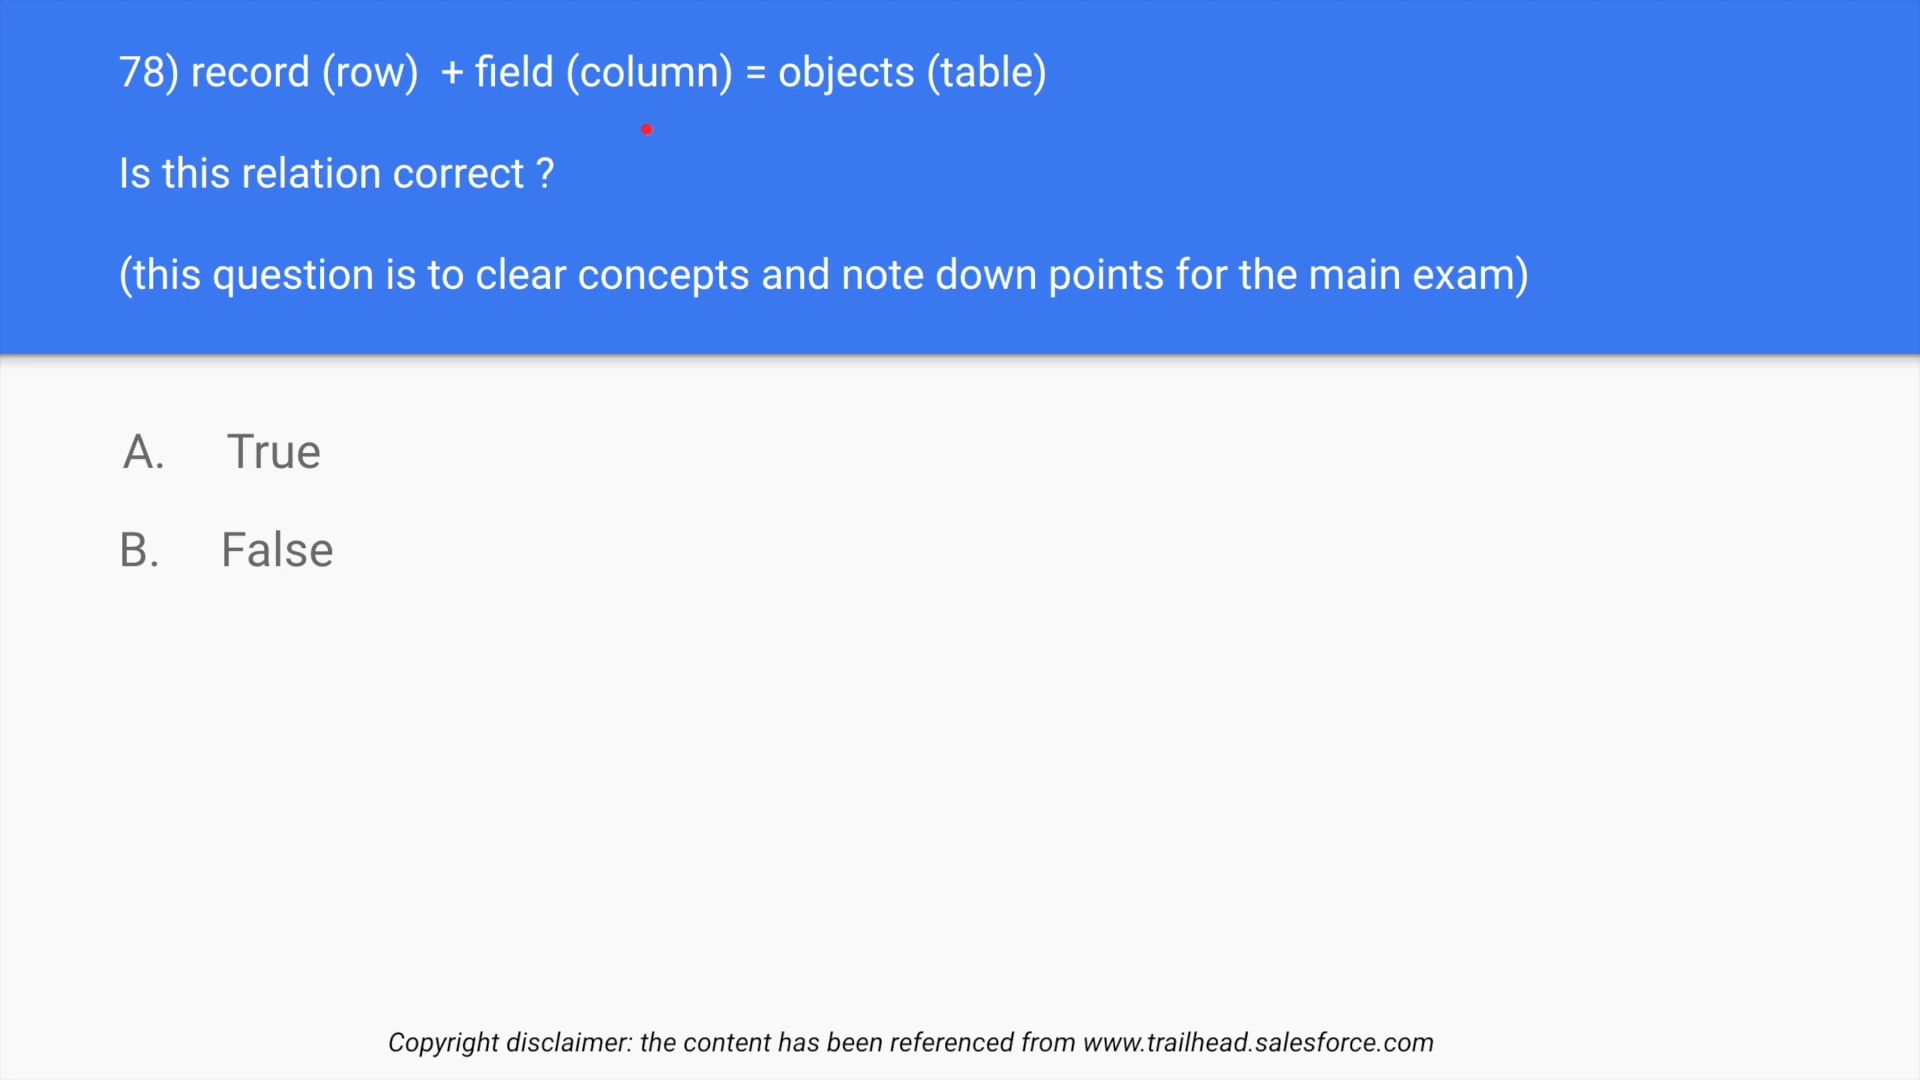 78) record (row)  + field (column) = objects (table)
Is this relation correct ?
(this question is to clear concepts and note down points for the main exam)
A. True
B. False
Copyright disclaimer: the content has been referenced from www.trailhead.salesforce.com